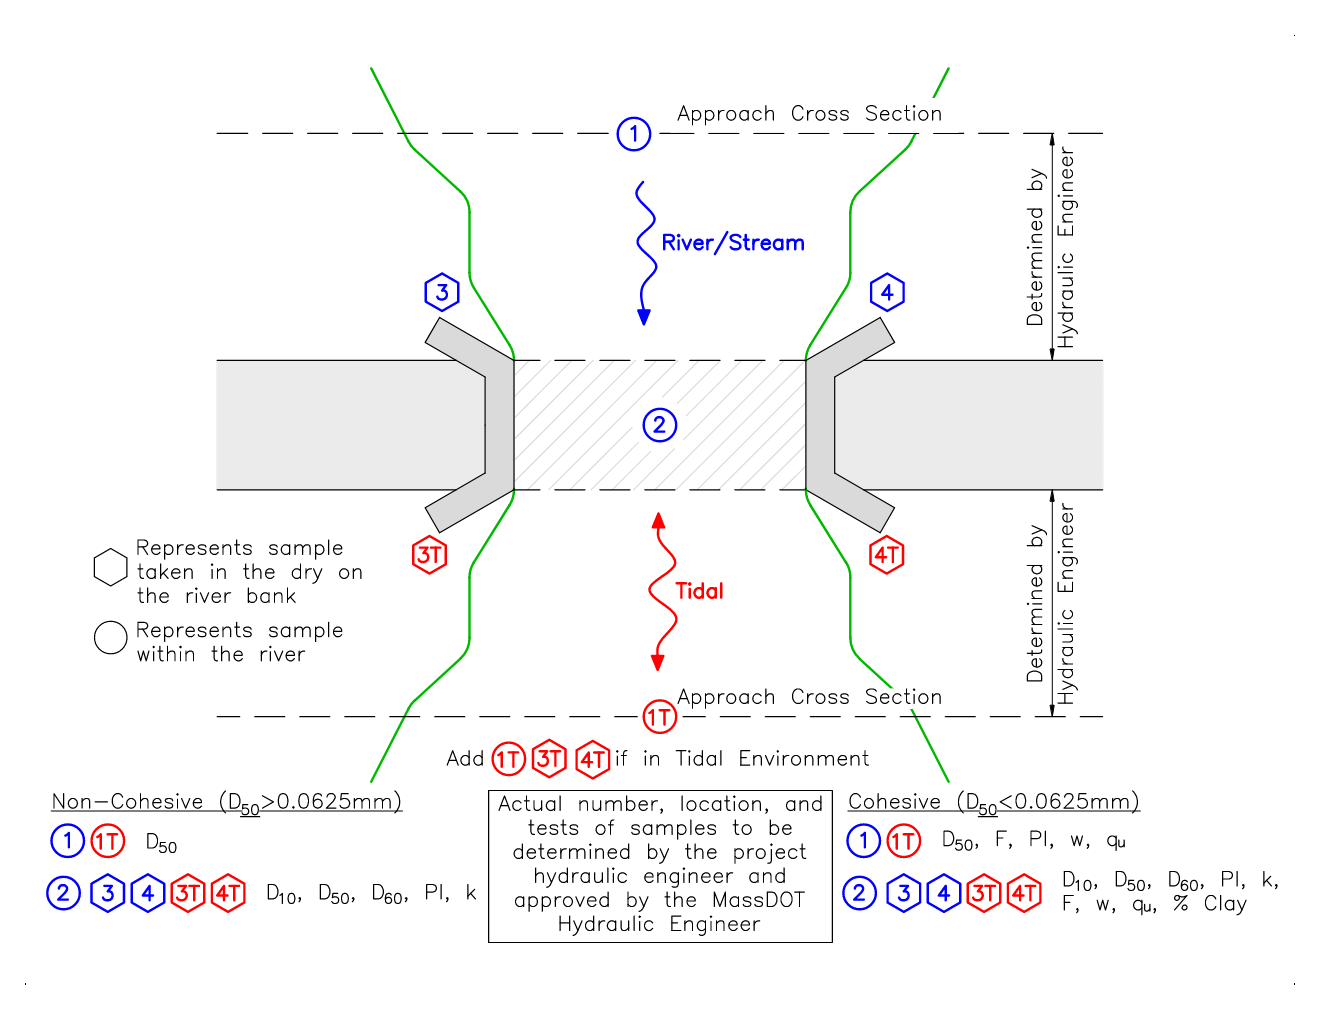 Approach Cross Section
1
River/Stream
Determined by
Hydraulic Engineer
3
4
2
3T
4T
Represents sample
taken in the dry on
the river bank
Represents sample
within the river
Tidal
Determined by
Hydraulic Engineer
Approach Cross Section
1T
Add 1T 3T 4T if in Tidal Environment
Non-Cohesive (D50>0.0625mm)
1 1T D50
2 3 4 3T 4T D10, D50, D60, PI, k
Actual number, location, and
tests of samples to be
determined by the project
hydraulic engineer and
approved by the MassDOT
Hydraulic Engineer
Cohesive (D50<0.0625mm)
1 1T D50, F, PI, w, qu
2 3 4 3T 4T D10, D50, D60, PI, k,
F, w, qu, % Clay